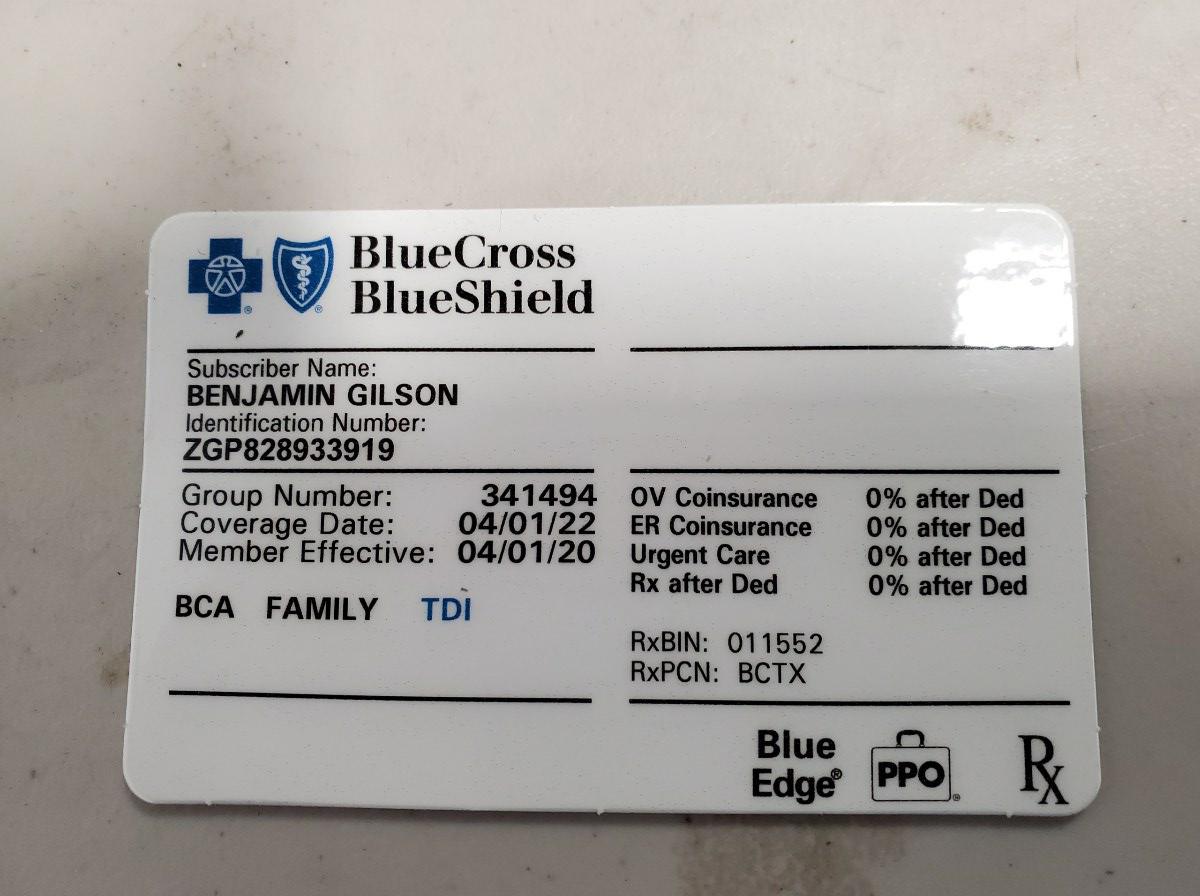 BlueCross
BlueShield
Subscriber Name:
BENJAMIN GILSON
Identification Number:
ZGP828933919
Group Number: 341494
Coverage Date: 04/01/22
Member Effective: 04/01/20
BCA FAMILY TDI
OV Coinsurance 0% after Ded
ER Coinsurance 0% after Ded
Urgent Care 0% after Ded
Rx after Ded 0% after Ded
RxBIN: 011552
RxPCN: BCTX
Blue
Edge®
PPO®
Rx